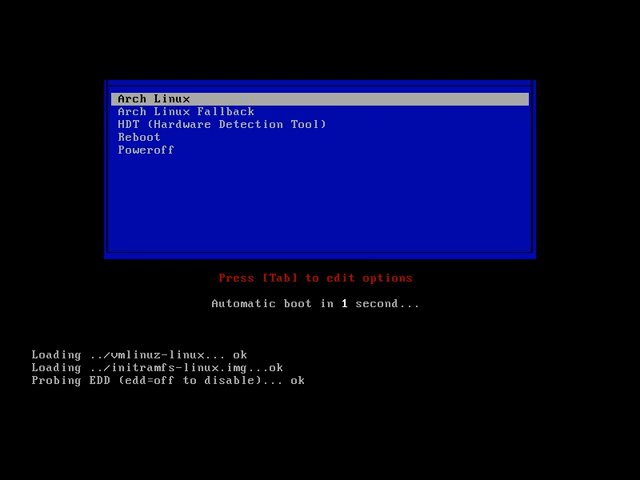 Arch Linux
Arch Linux Fallback
HDT (Hardware Detection Tool)
Reboot
Poweroff
Press [Tab] to edit options
Automatic boot in 1 second...
Loading ../vmlinuz-linux... ok
Loading ../initramfs-linux.img...ok
Probing EDD (edd=off to disable)... ok